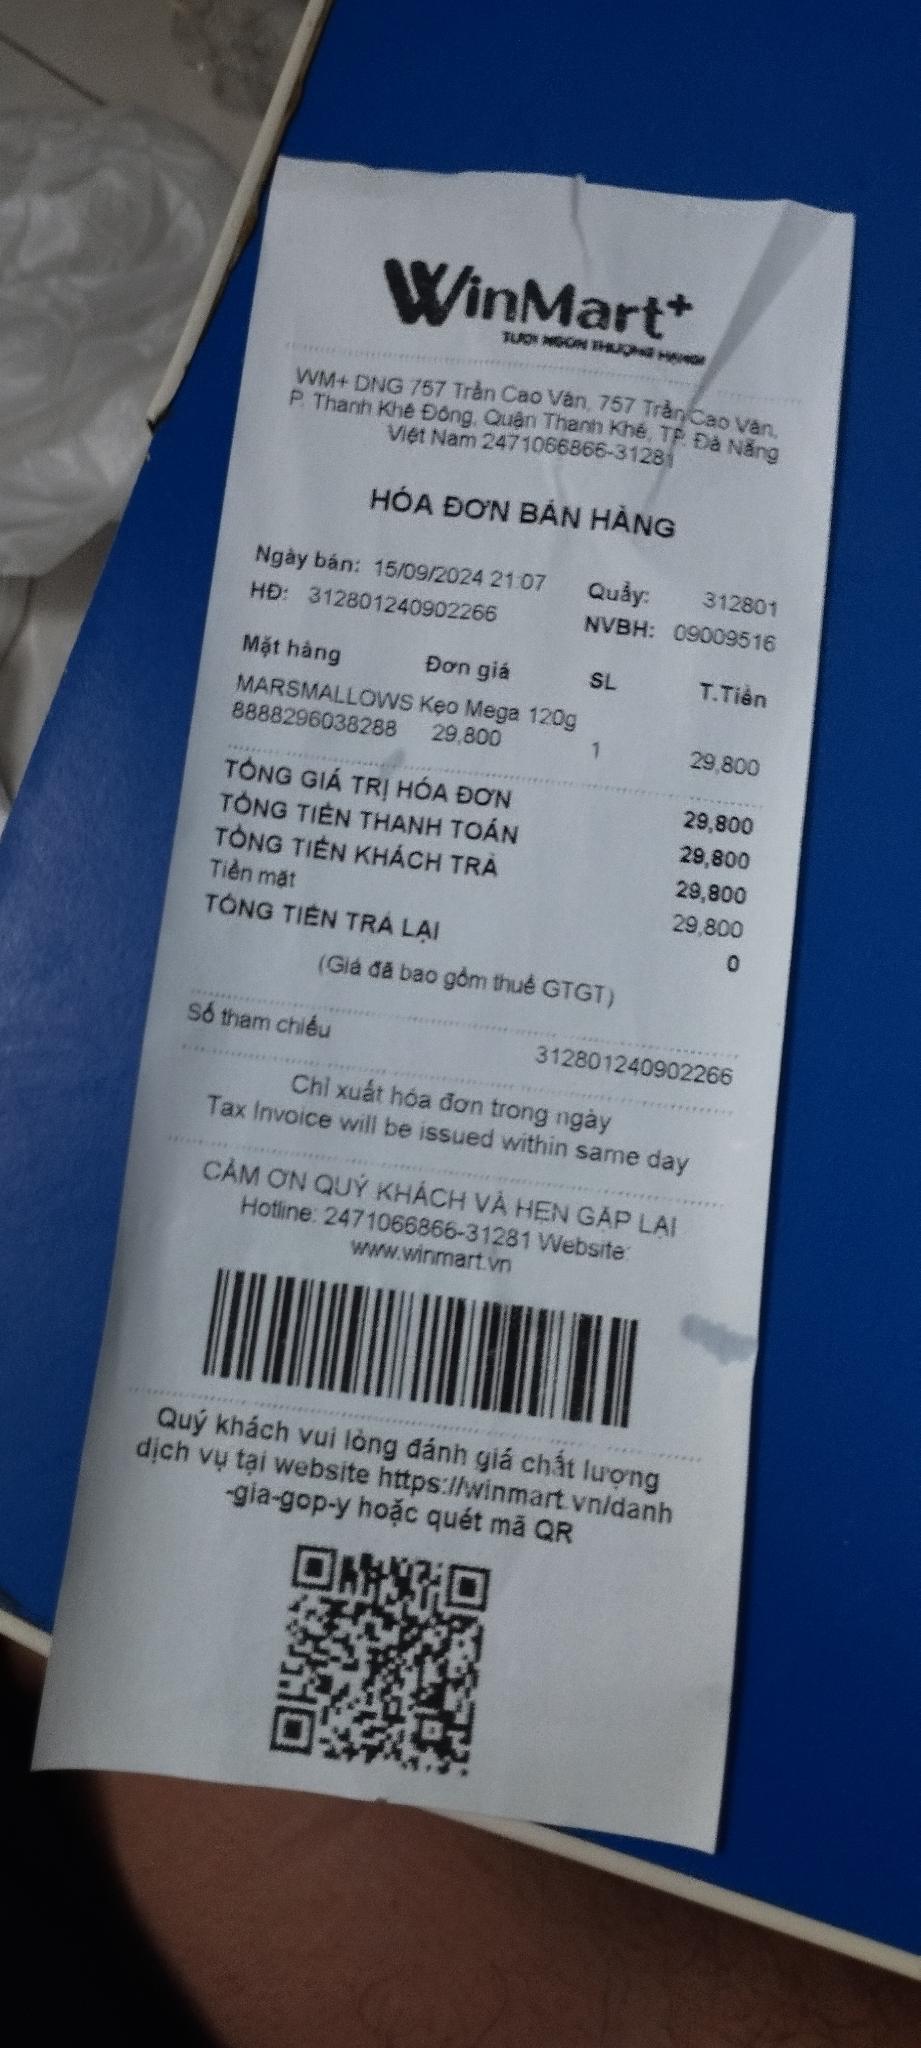 WinMart+
TƯƠI NGON THƯỢNG HẠNG
WM+ DNG 757 Trần Cao Vân, 757 Trần Cao Vân,
P. Thanh Khê Đông, Quận Thanh Khê, TP. Đà Nẵng
Việt Nam 2471066866-31281
HÓA ĐƠN BÁN HÀNG
Ngày bán: 15/09/2024 21:07 Quầy: 312801
HĐ: 312801240902266 NVBH: 09009516
Mặt hàng Đơn giá SL T.Tiền
MARSMALLOWS Kẹo Mega 120g
8888296038288 29,800 1 29,800
TỔNG GIÁ TRỊ HÓA ĐƠN 29,800
TỔNG TIỀN THANH TOÁN 29,800
TỔNG TIỀN KHÁCH TRẢ 29,800
Tiền mặt 29,800
TỔNG TIỀN TRẢ LẠI 0
(Giá đã bao gồm thuế GTGT)
Số tham chiếu 312801240902266
Chỉ xuất hóa đơn trong ngày
Tax Invoice will be issued within same day
CẢM ƠN QUÝ KHÁCH VÀ HẸN GẶP LẠI
Hotline: 2471066866-31281 Website:
www.winmart.vn
Quý khách vui lòng đánh giá chất lượng
dịch vụ tại website https://winmart.vn/danh
-gia-gop-y hoặc quét mã QR